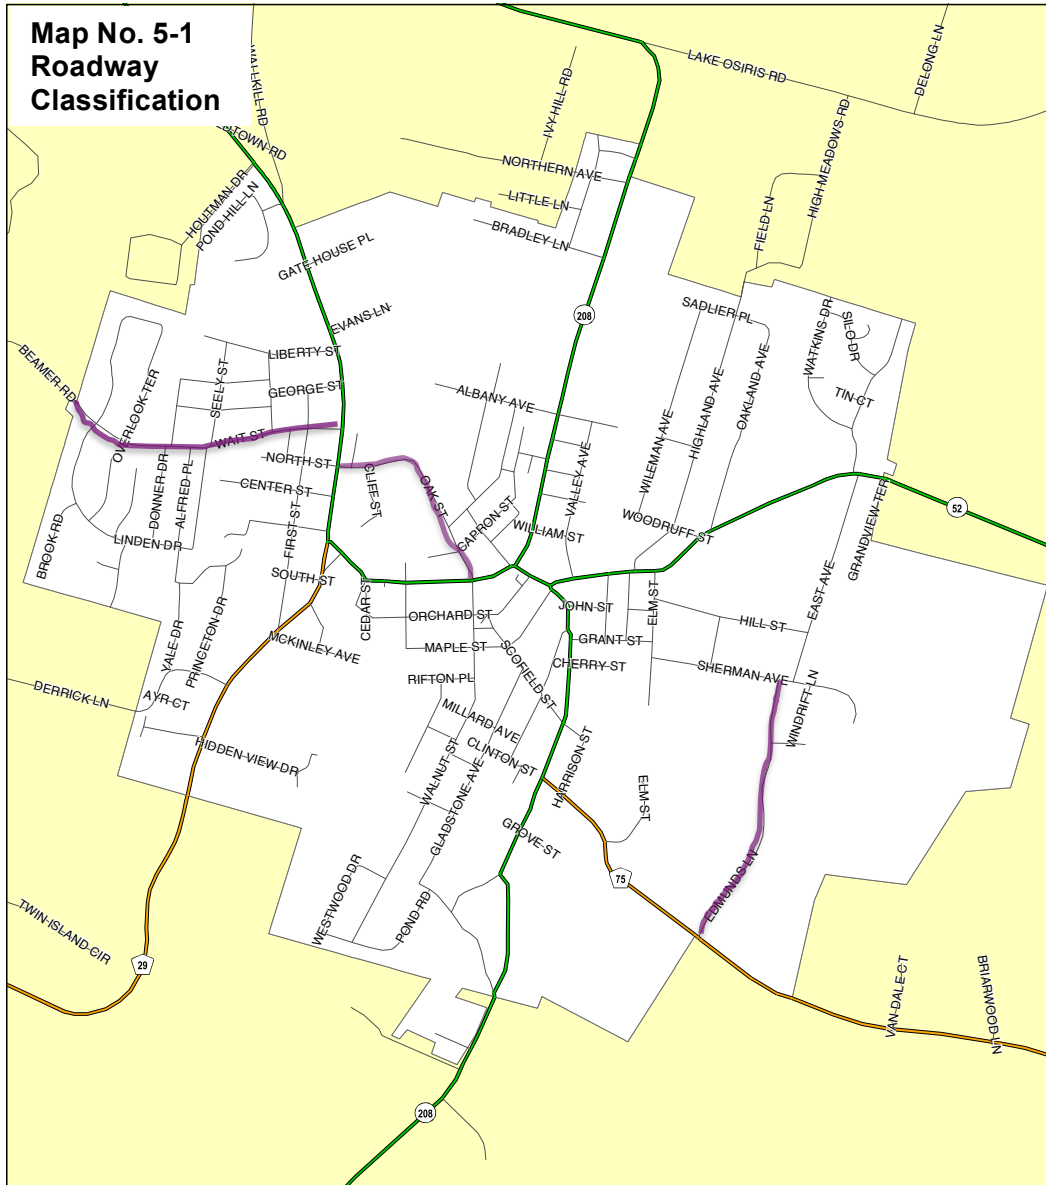 Map No. 5-1
Roadway
Classification
WALLKILL RD
LAKE OSIRIS RD
DELONG LN
IVY HILL RD
HIGH MEADOWS RD
NORTHERN AVE
HOUTMAN DR
POND HILL LN
LITTLE LN
FIELD LN
BRADLEY LN
GATE HOUSE PL
208
SADLIER PL
WATKINS DR
SILO DR
EVANS LN
BEAMER RD
OVERLOOK TER
LIBERTY ST
SEELY ST
GEORGE ST
ALBANY AVE
HIGHLAND AVE
OAKLAND AVE
TIN CT
WAIT ST
WILEMAN AVE
NORTH ST
CLIFF ST
OAK ST
VALLEY AVE
DONNER DR
ALFRED PL
CENTER ST
52
GRANDVIEW TER
BROOK RD
LINDEN DR
FIRST ST
CAPRON ST
WILLIAM ST
WOODRUFF ST
SOUTH ST
CEDAR ST
ORCHARD ST
JOHN ST
ELM ST
EAST AVE
HILL ST
YALE DR
PRINCETON DR
MCKINLEY AVE
MAPLE ST
SCOFIELD ST
GRANT ST
CHERRY ST
SHERMAN AVE
DERRICK LN
AYR CT
RIFTON PL
WINDRIFT LN
MILLARD AVE
HIDDEN VIEW DR
WALNUT ST
CLINTON ST
HARRISON ST
ELM ST
GLADSTONE AVE
GROVE ST
75
EDMUNDS LN
WESTWOOD DR
POND RD
TWIN ISLAND CIR
29
VAN DALE CT
BRIARWOOD LN
208